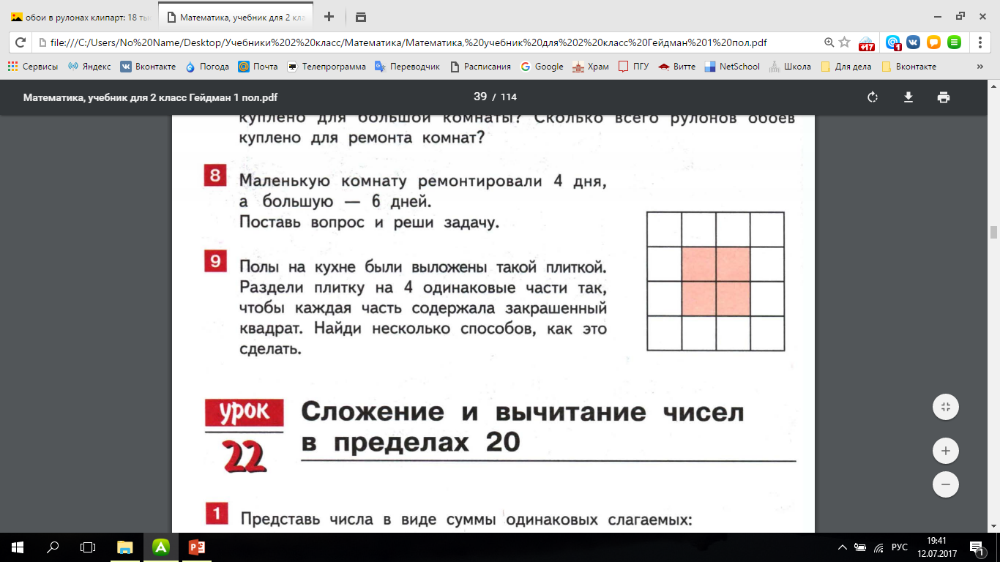 обои в рулонах клипарт: 18 тыс
Математика, учебник для 2 кла
file:///C:/Users/No%20Name/Desktop/Учебники%202%20класс/Математика/Математика,%20учебник%20для%202%20класс%20Гейдман%201%20пол.pdf
+17
1
Сервисы Яндекс Вконтакте Погода Почта Телепрограмма Переводчик Расписания Google Храм ПГУ Витте NetSchool Школа Для дела Вконтакте »
Математика, учебник для 2 класс Гейдман 1 пол.pdf
39 / 114
куплено для большой комнаты? Сколько всего рулонов обоев
куплено для ремонта комнат?
8
Маленькую комнату ремонтировали 4 дня,
а большую — 6 дней.
Поставь вопрос и реши задачу.
9
Полы на кухне были выложены такой плиткой.
Раздели плитку на 4 одинаковые части так,
чтобы каждая часть содержала закрашенный
квадрат. Найди несколько способов, как это
сделать.
урок
22
Сложение и вычитание чисел
в пределах 20
1
Представь числа в виде суммы одинаковых слагаемых:
РУС
19:41
12.07.2017
1